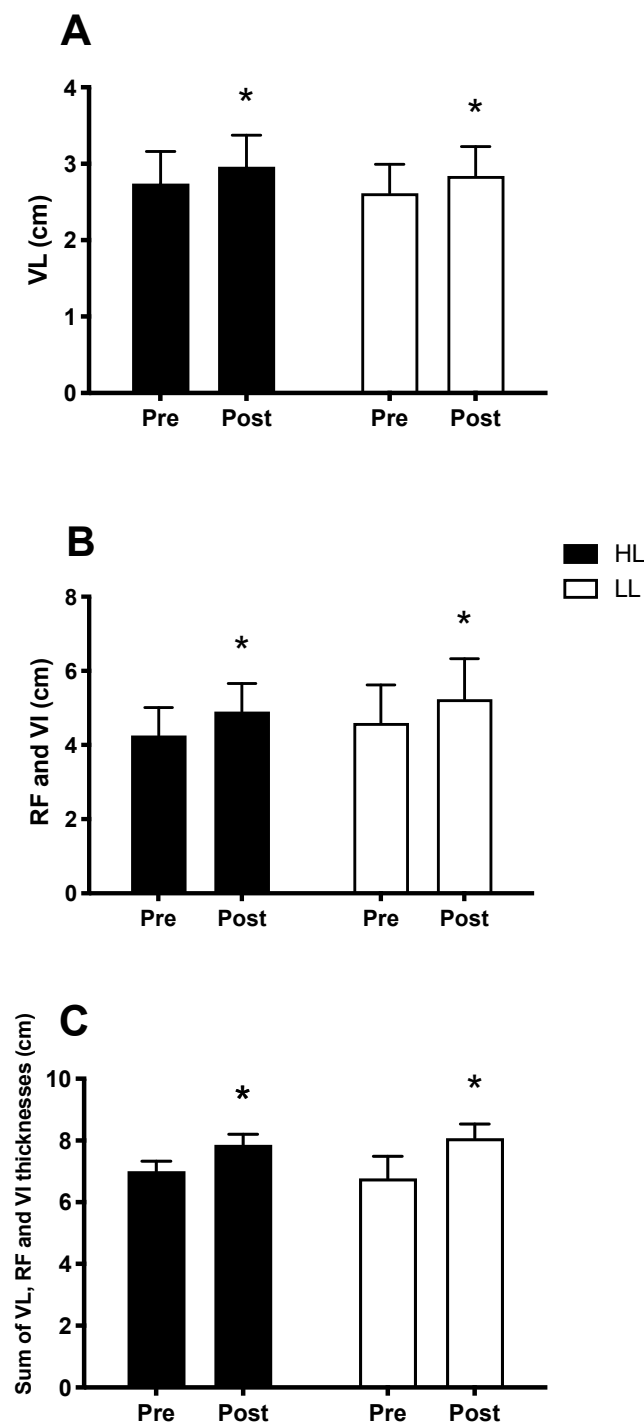 A
VL (cm)
4
3
2
1
0
*
*
Pre
Post
Pre
Post
B
HL
LL
RF and VI (cm)
8
6
4
2
0
*
*
Pre
Post
Pre
Post
C
Sum of VL, RF and VI thicknesses (cm)
10
8
6
4
2
0
*
*
Pre
Post
Pre
Post